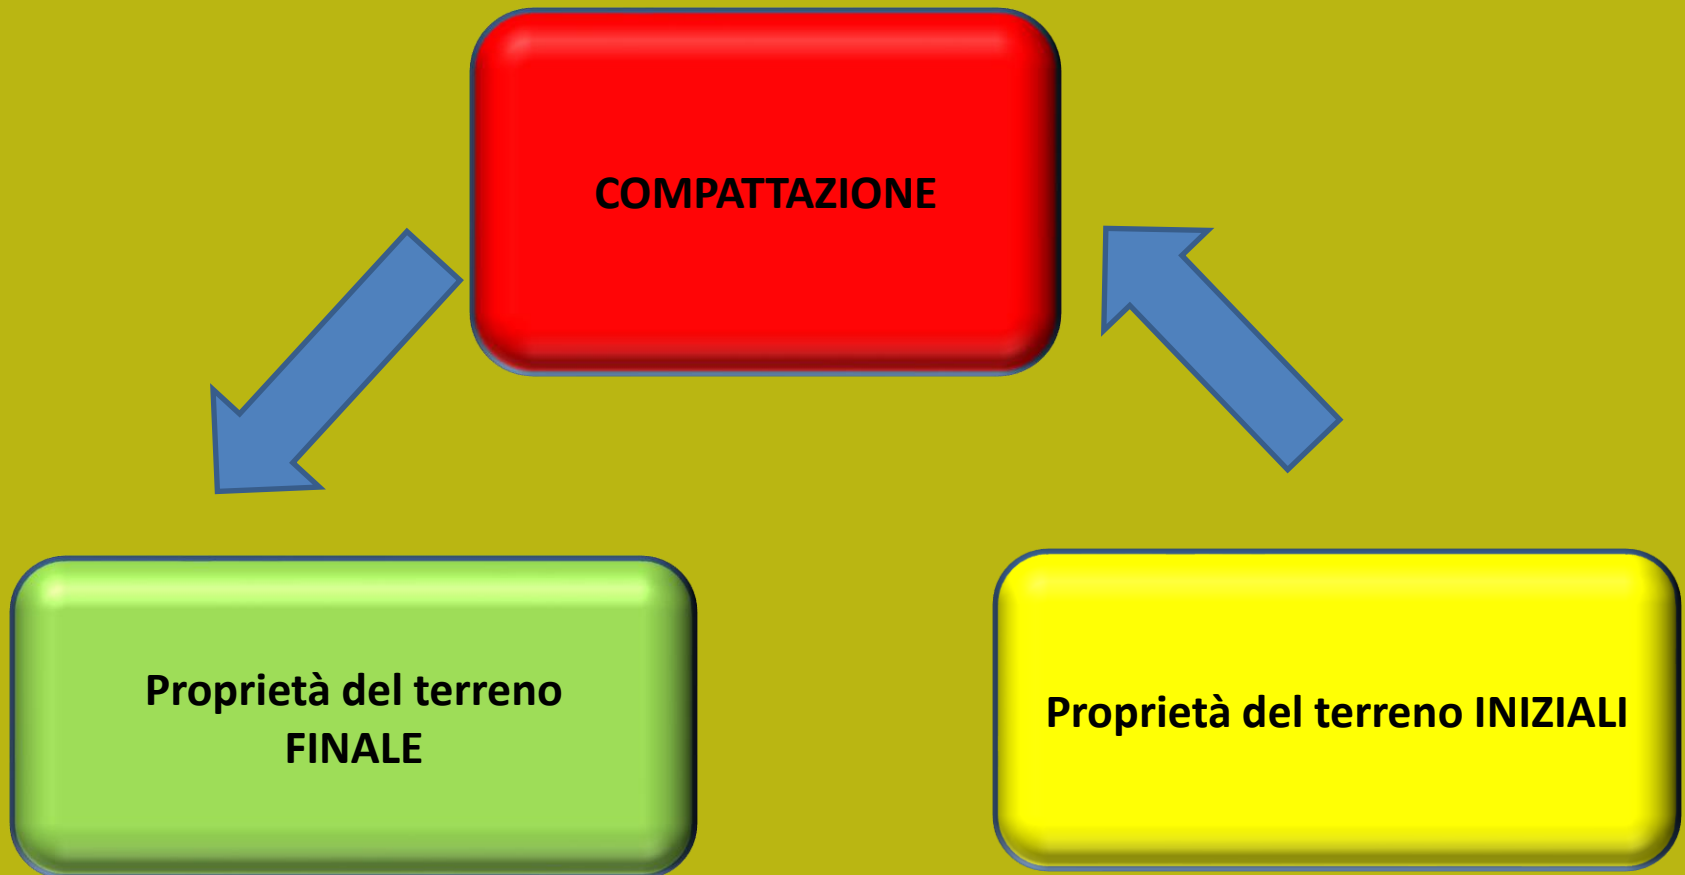 COMPATTAZIONE
Proprietà del terreno
FINALE
Proprietà del terreno INIZIALI